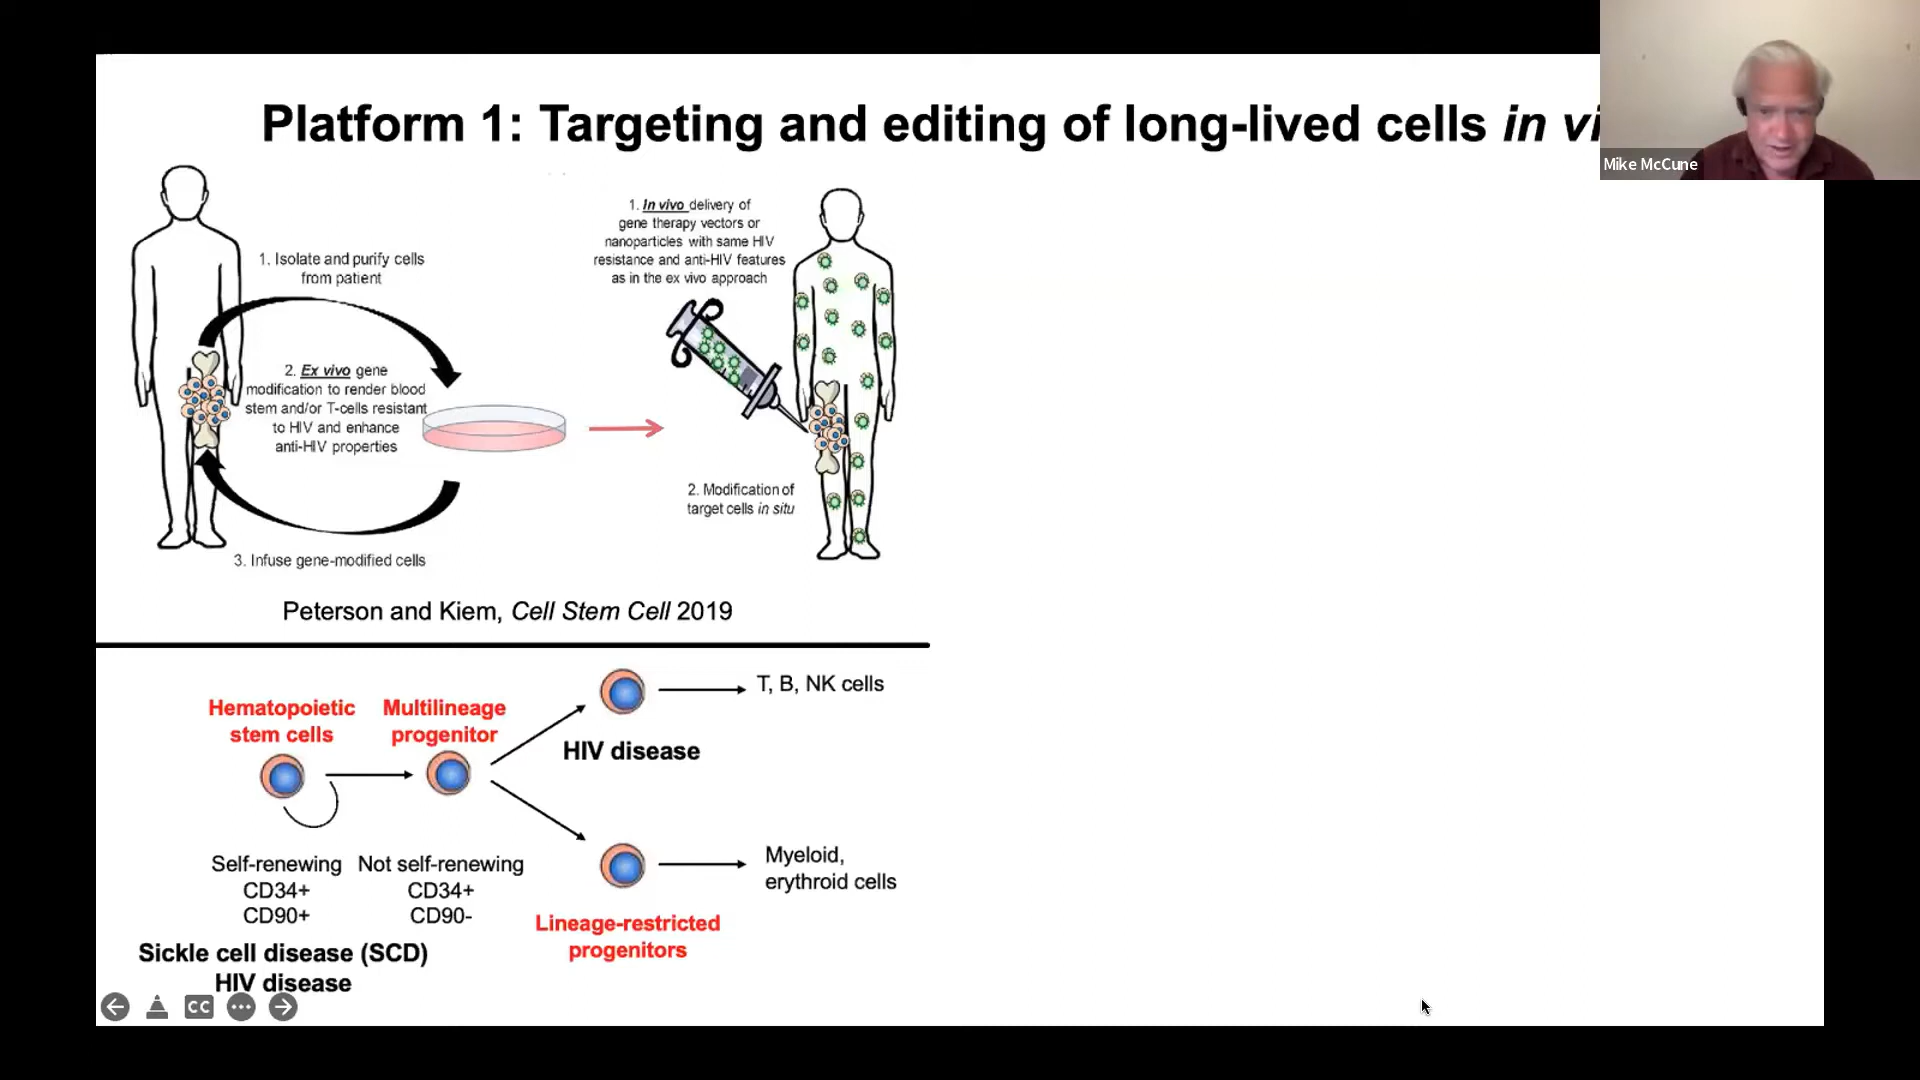 Platform 1: Targeting and editing of long-lived cells in vi
Mike McCune
1. Isolate and purify cells
from patient
2. Ex vivo gene
modification to render blood
stem and/or T-cells resistant
to HIV and enhance
anti-HIV properties
3. Infuse gene-modified cells
1. In vivo delivery of
gene therapy vectors or
nanoparticles with same HIV
resistance and anti-HIV features
as in the ex vivo approach
2. Modification of
target cells in situ
Peterson and Kiem, Cell Stem Cell 2019
Hematopoietic
stem cells
Multilineage
progenitor
T, B, NK cells
HIV disease
Self-renewing
CD34+
CD90+
Not self-renewing
CD34+
CD90-
Myeloid,
erythroid cells
Lineage-restricted
progenitors
Sickle cell disease (SCD)
HIV disease
CC